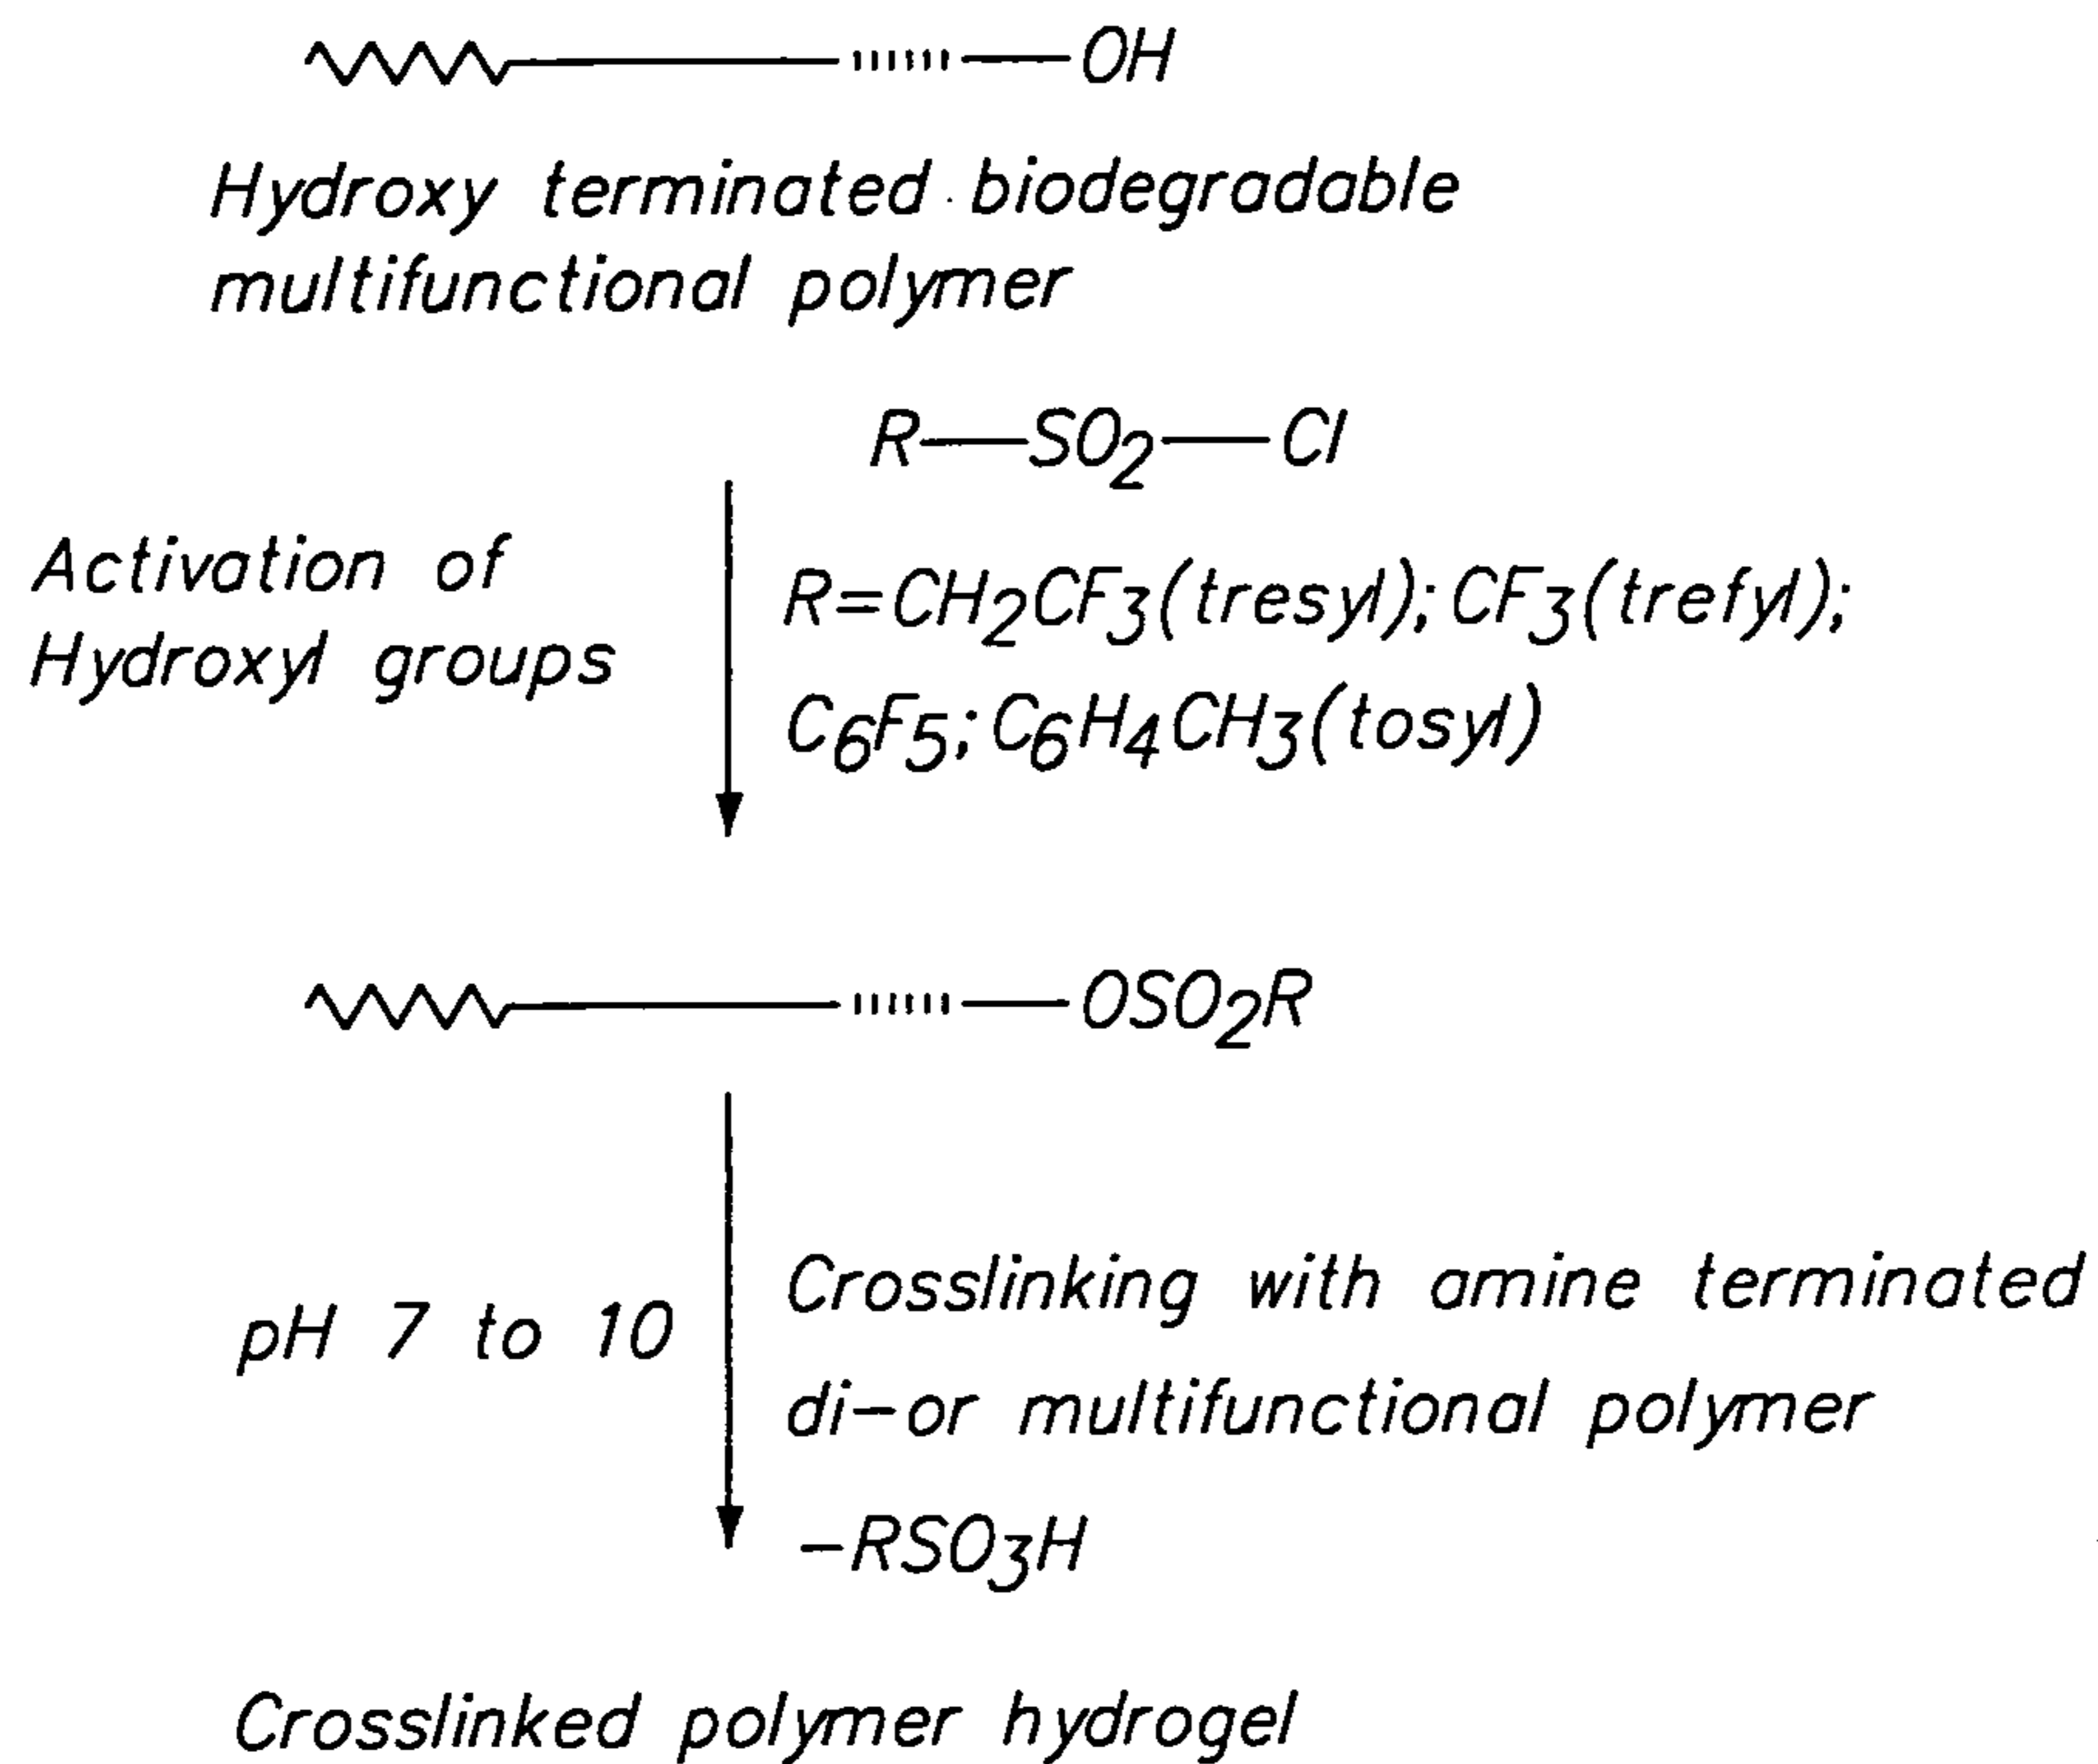 OH
Hydroxy terminated biodegradable
multifunctional polymer
R—SO2—Cl
Activation of
Hydroxyl groups
R=CH2CF3(tresyl); CF3(trefyl);
C6F5; C6H4CH3(tosyl)
OSO2R
pH 7 to 10
Crosslinking with amine terminated
di-or multifunctional polymer
-RSO3H
Crosslinked polymer hydrogel